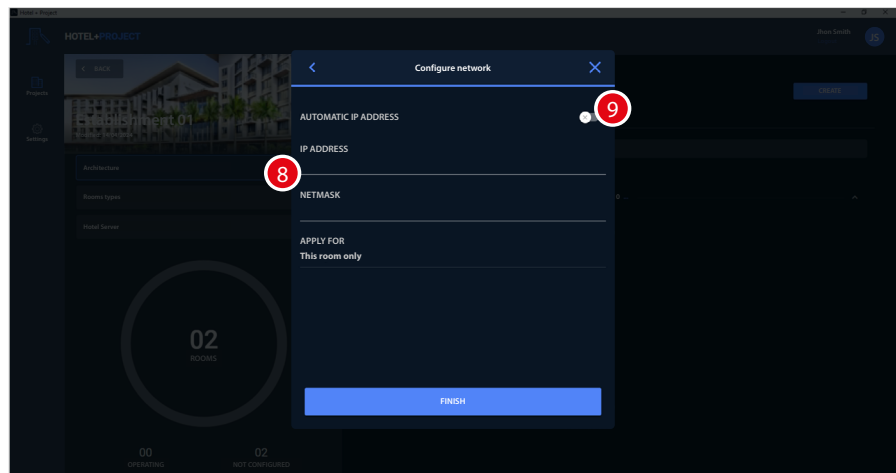 Hotel + Project
HOTEL+PROJECT
Jhon Smith
JS
BACK
Configure network
Projects
CREATE
9
AUTOMATIC IP ADDRESS
Establishment 01
Settings
IP ADDRESS
8
Architecture
Rooms types
NETMASK
Hotel Server
APPLY FOR
This room only
02
ROOMS
FINISH
00
OPERATING
02
NOT CONFIGURED